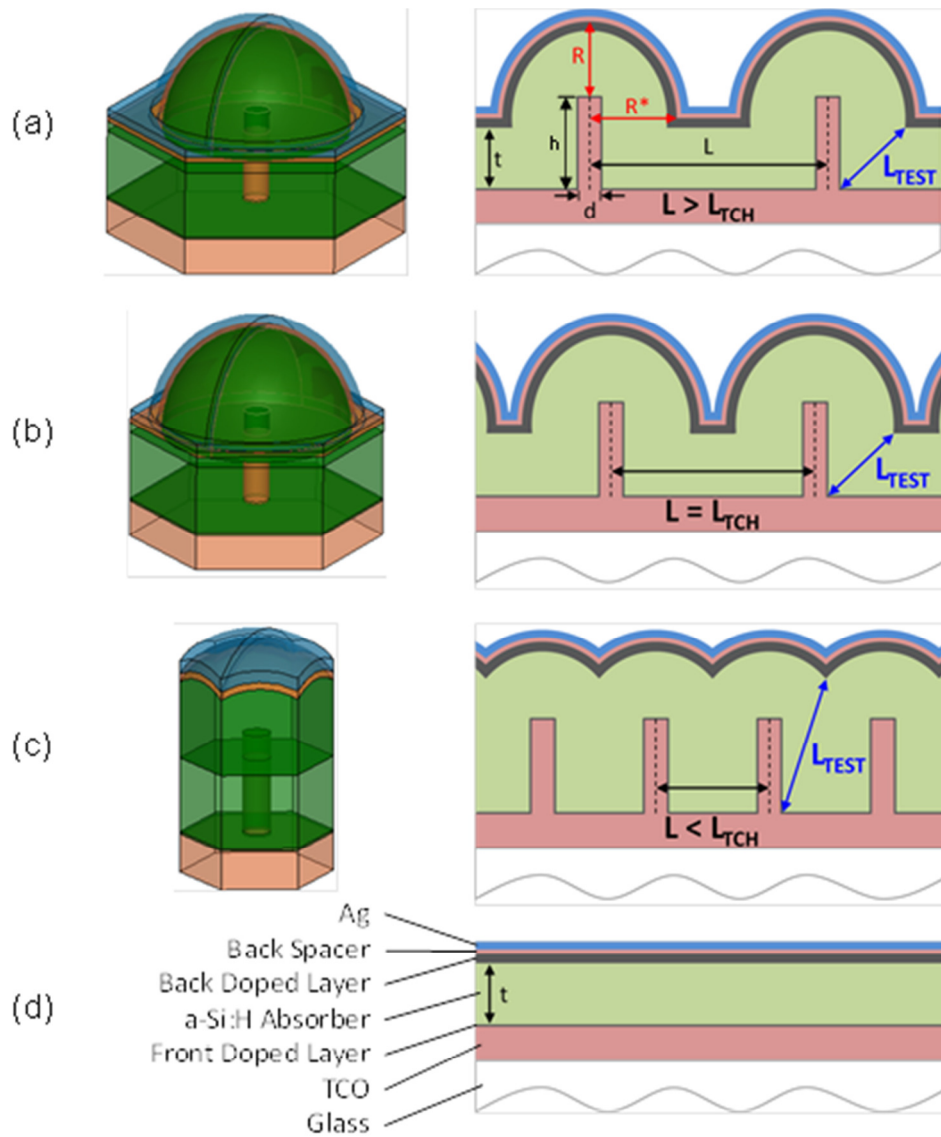 (a)
R
R*
h
t
L
d
L > LTCH
LTEST
(b)
L = LTCH
LTEST
(c)
L < LTCH
LTEST
(d)
Ag
Back Spacer
Back Doped Layer
a-Si:H Absorber
Front Doped Layer
TCO
Glass
t